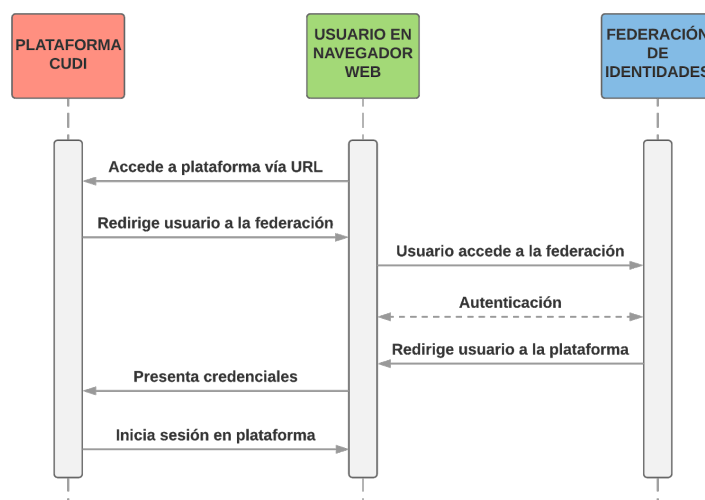 PLATAFORMA
CUDI
USUARIO EN
NAVEGADOR
WEB
FEDERACIÓN
DE
IDENTIDADES
Accede a plataforma vía URL
Redirige usuario a la federación
Usuario accede a la federación
Autenticación
Redirige usuario a la plataforma
Presenta credenciales
Inicia sesión en plataforma